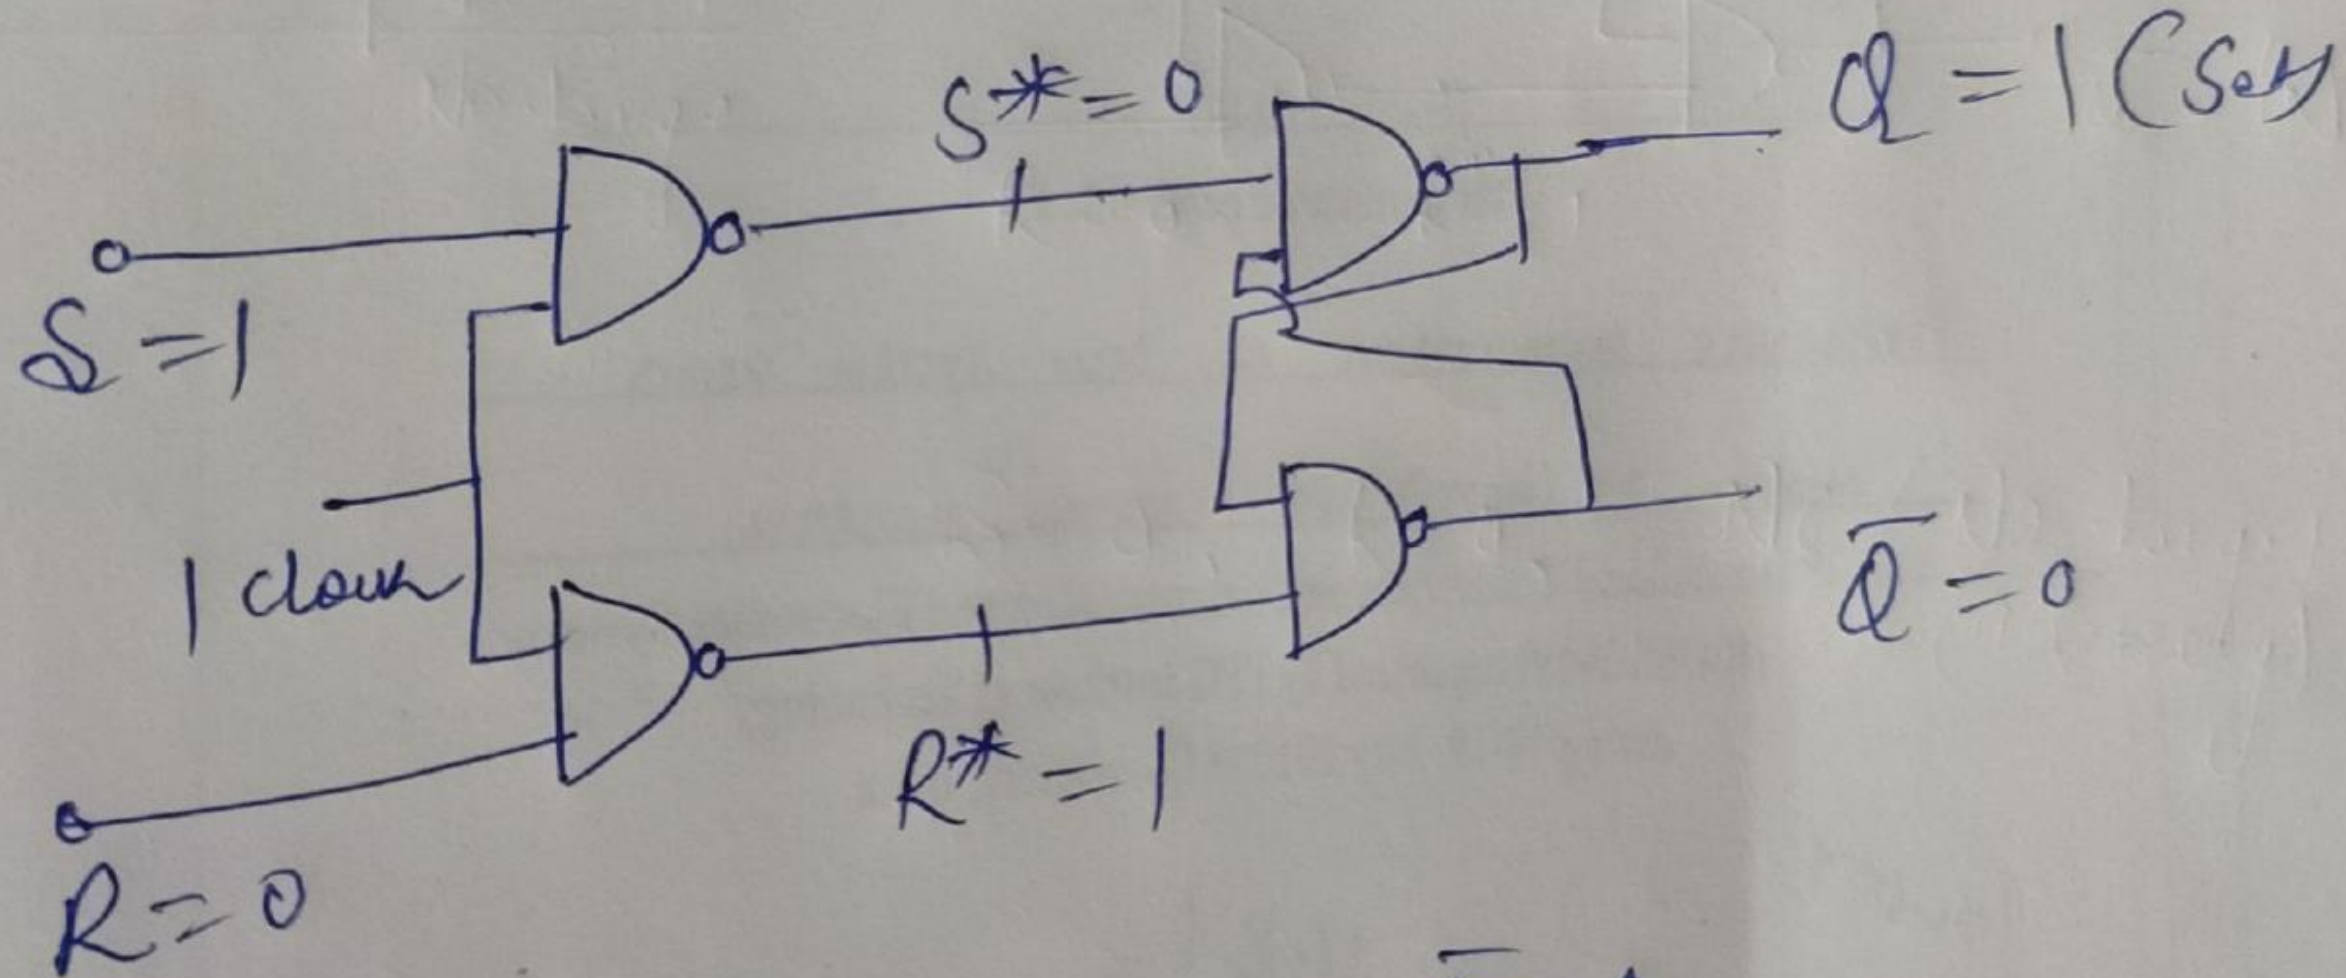 S* = 0
Q = 1 (Set)
S = 1
1 clock
Q̅ = 0
R* = 1
R = 0